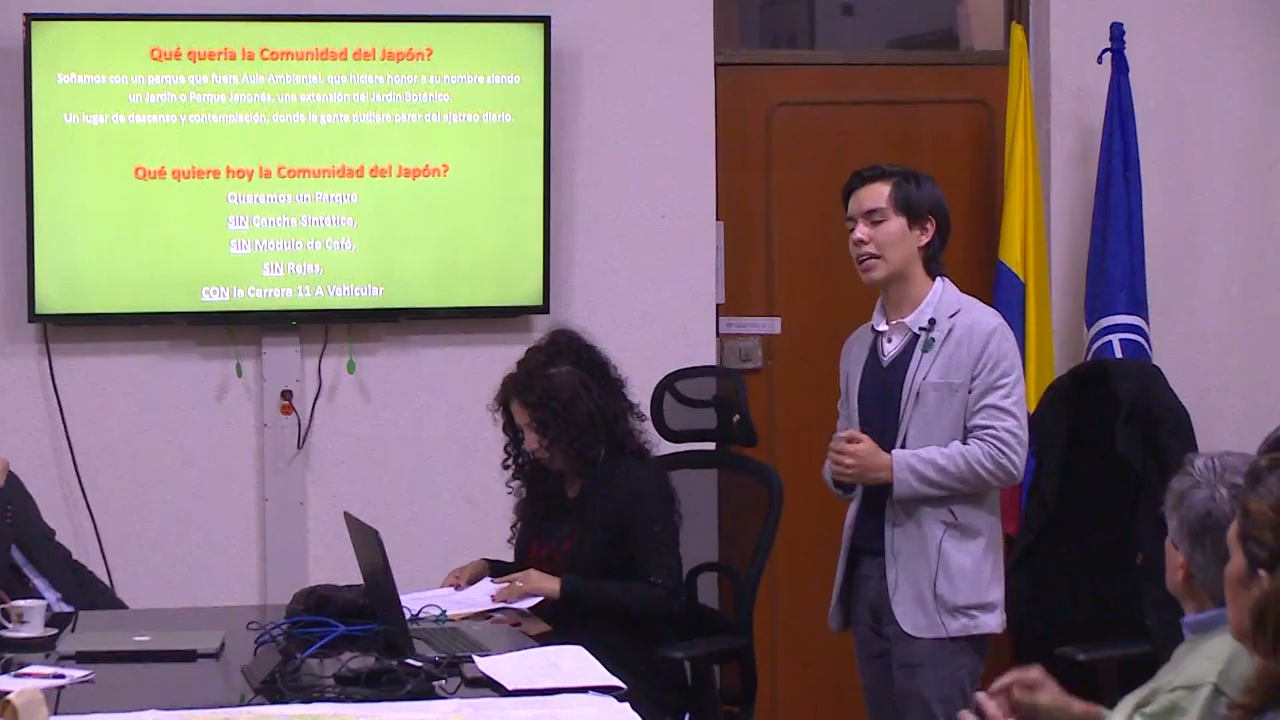 Qué quería la Comunidad del Japón?
Soñamos con un parque que fuera Aula Ambiental, que hiciera honor a su nombre siendo
un Jardín o Parque Japonés, una extensión del Jardín Botánico.
Un lugar de descanso y contemplación, donde la gente pudiera parar del ajetreo diario.
Qué quiere hoy la Comunidad del Japón?
Queremos un Parque
SIN Cancha Sintética,
SIN Módulo de Café,
SIN Rejas,
CON la Carrera 11 A Vehicular